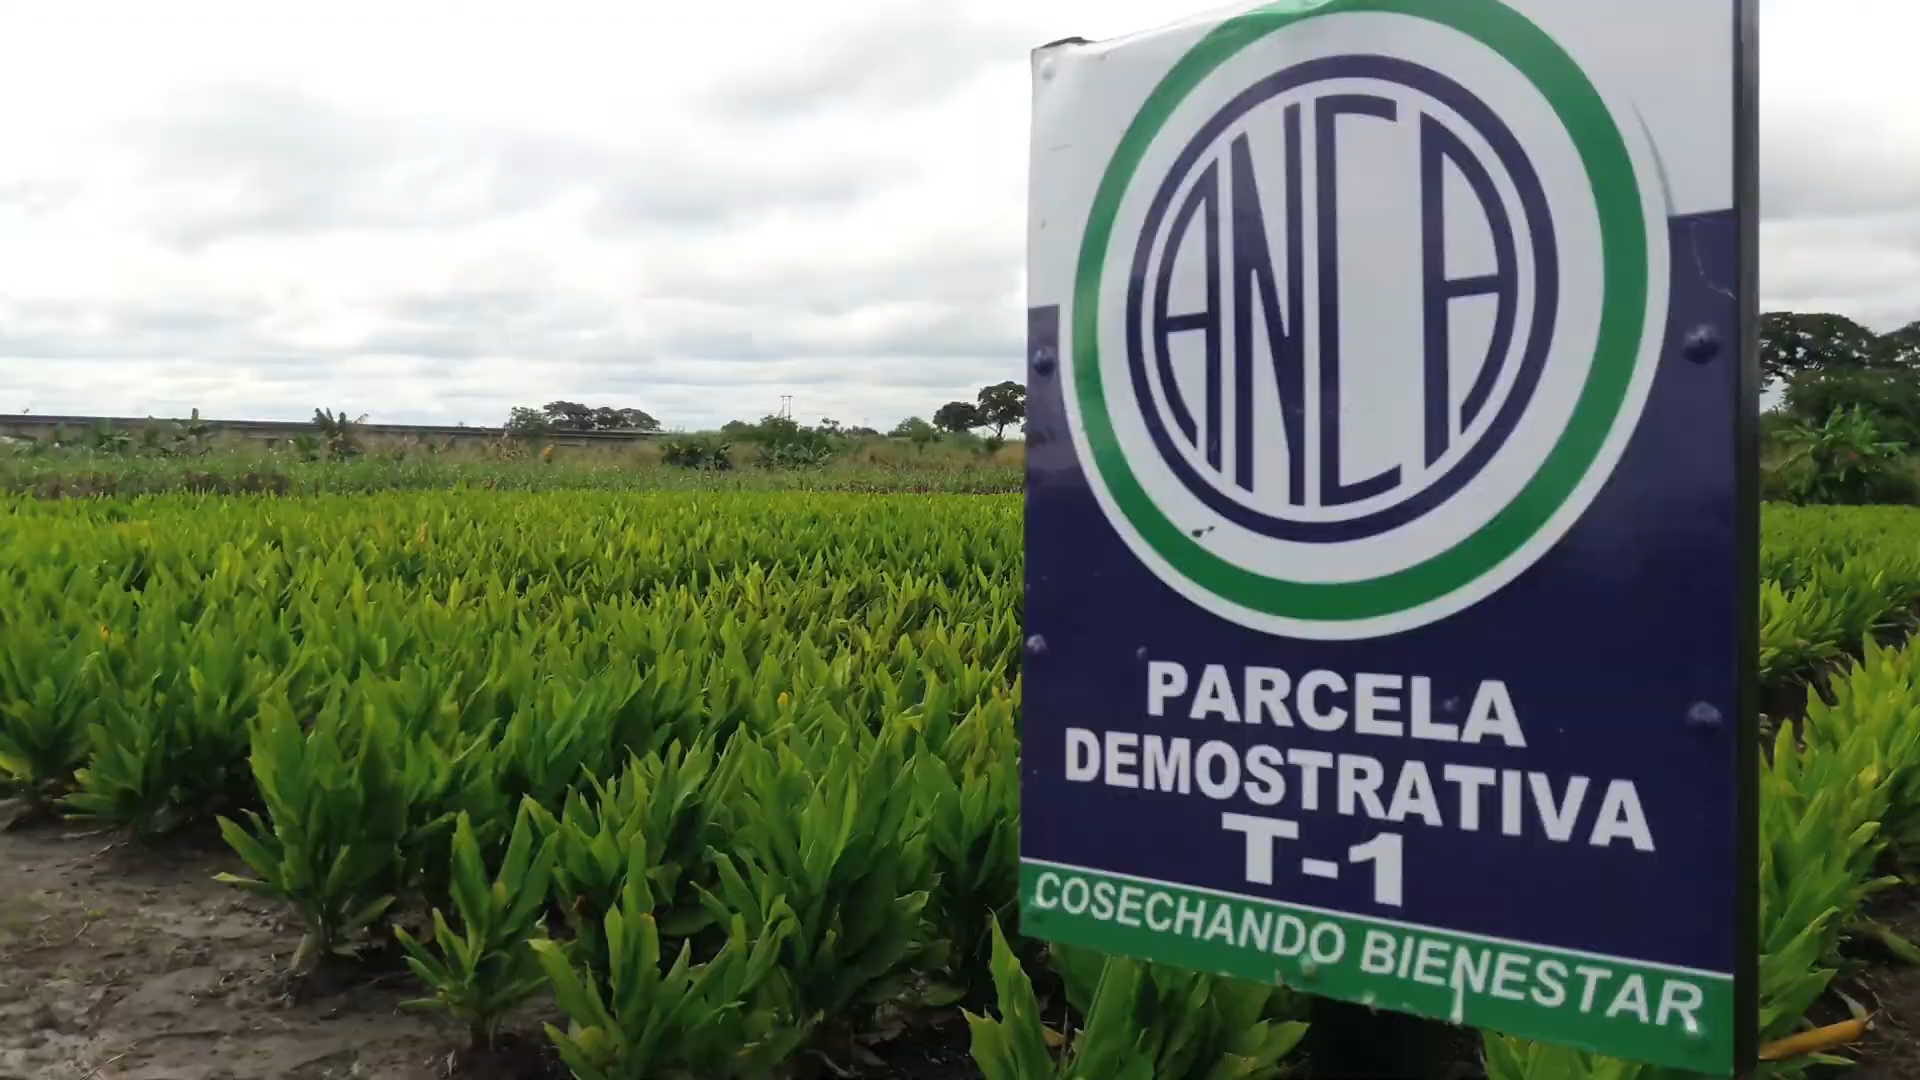 ANCA
PARCELA
DEMOSTRATIVA
T-1
COSECHANDO BIENESTAR